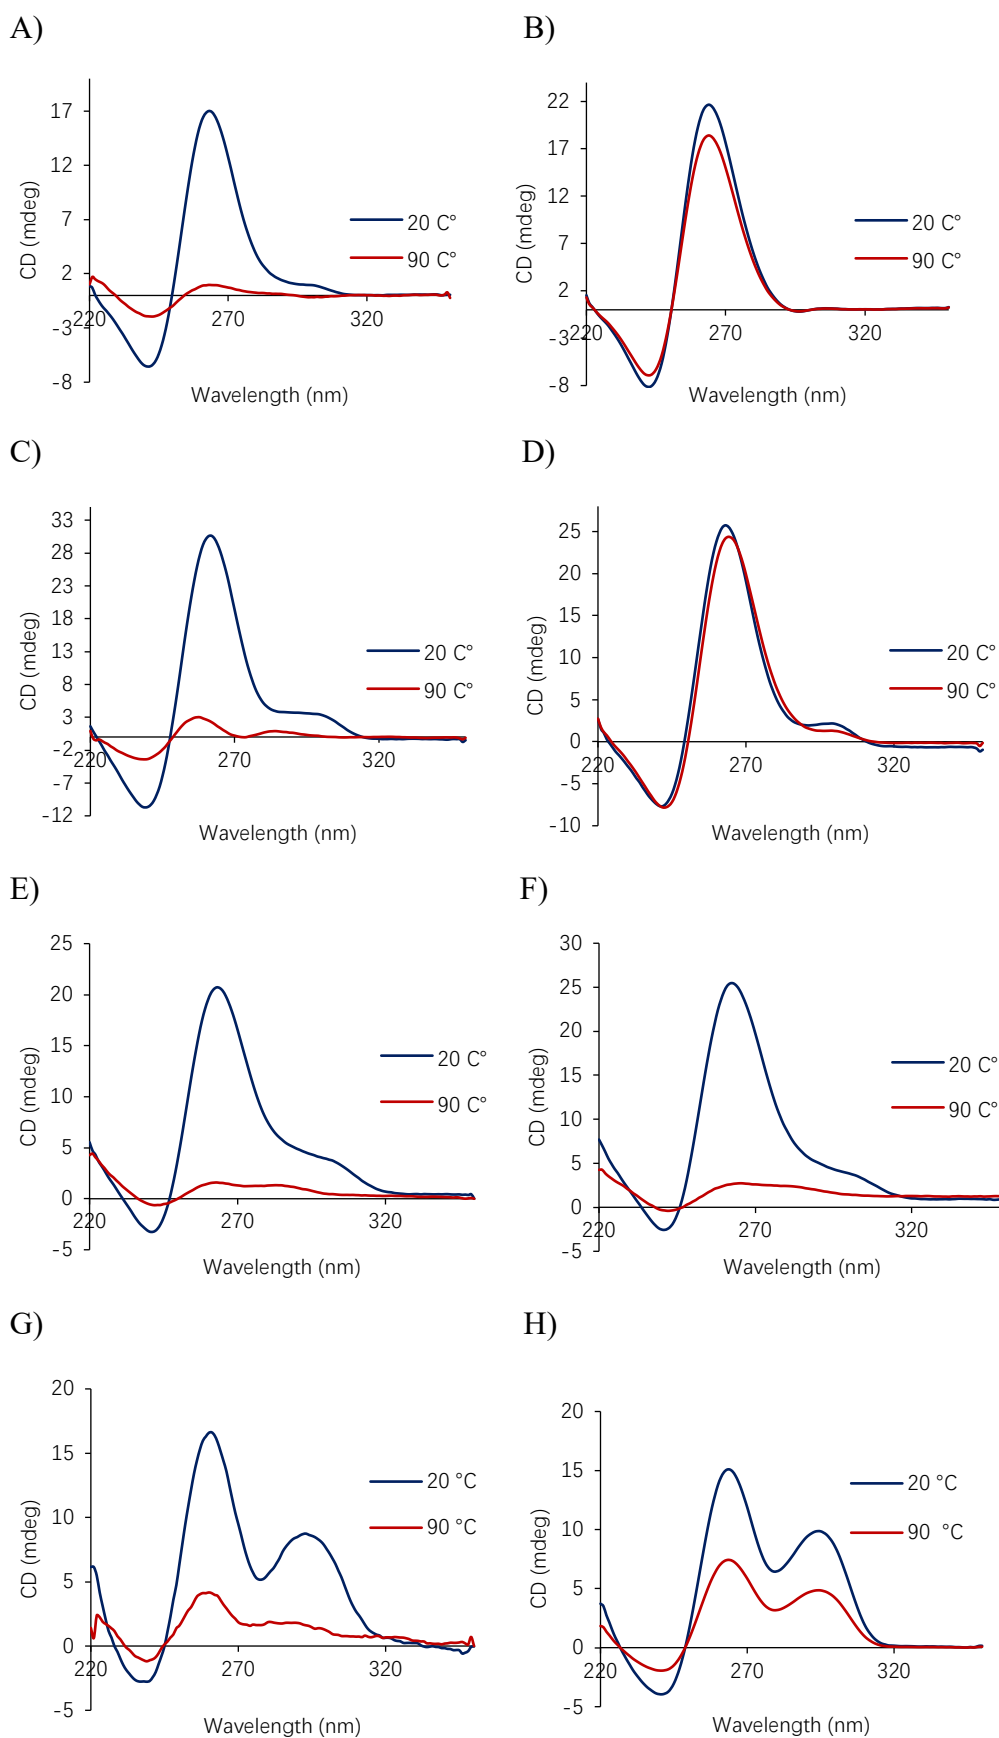 A)
17
12
7
2
-3
-8
220
270
320
CD (mdeg)
Wavelength (nm)
20 C°
90 C°
B)
22
17
12
7
2
-3
-8
220
270
320
CD (mdeg)
Wavelength (nm)
20 C°
90 C°
C)
33
28
23
18
13
8
3
-2
-7
-12
220
270
320
CD (mdeg)
Wavelength (nm)
20 C°
90 C°
D)
25
20
15
10
5
0
-5
-10
220
270
320
CD (mdeg)
Wavelength (nm)
20 C°
90 C°
E)
25
20
15
10
5
0
-5
220
270
320
CD (mdeg)
Wavelength (nm)
20 C°
90 C°
F)
30
25
20
15
10
5
0
-5
220
270
320
CD (mdeg)
Wavelength (nm)
20 C°
90 C°
G)
20
15
10
5
0
-5
220
270
320
CD (mdeg)
Wavelength (nm)
20 °C
90 °C
H)
20
15
10
5
0
-5
220
270
320
CD (mdeg)
Wavelength (nm)
20 °C
90 °C